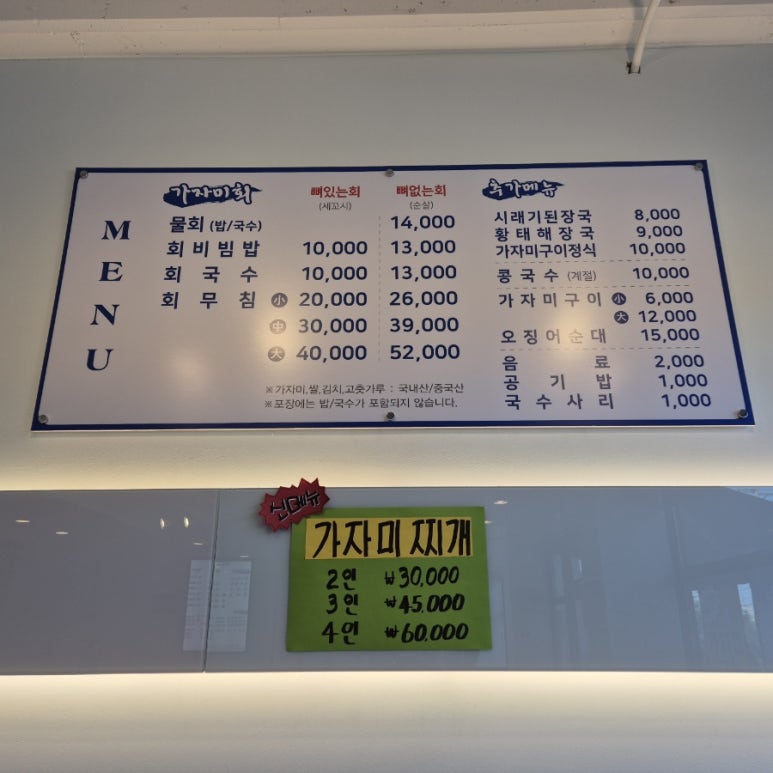 MENU
가자미회 뼈있는회 뼈없는회
(세꼬시) (순살)
물회 (밥/국수) 14,000
회비빔밥 10,000 13,000
회국수 10,000 13,000
회무침 小 20,000 26,000
中 30,000 39,000
大 40,000 52,000
※가자미,쌀,김치,고춧가루 : 국내산/중국산
※포장에는 밥/국수가 포함되지 않습니다.
추가메뉴
시래기된장국 8,000
황태해장국 9,000
가자미구이정식 10,000
콩국수 (계절) 10,000
가자미구이 小 6,000
大 12,000
오징어순대 15,000
음료 2,000
공기밥 1,000
국수사리 1,000
신메뉴
가자미찌개
2인 ₩30,000
3인 ₩45,000
4인 ₩60,000